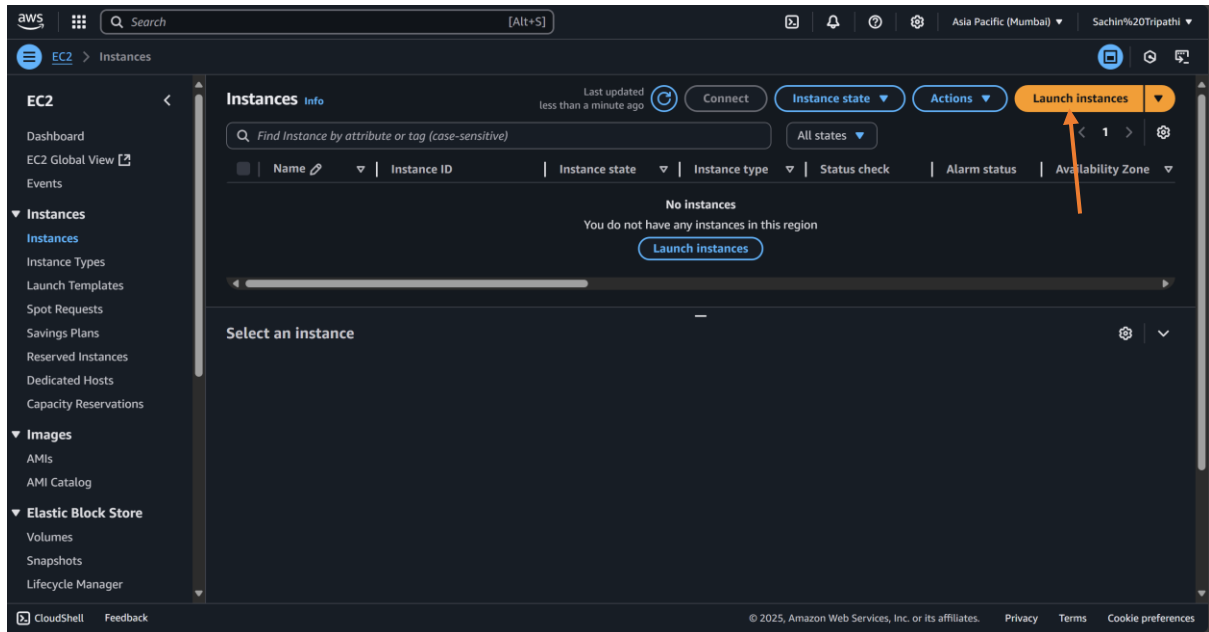 aws Search [Alt+S] Asia Pacific (Mumbai) Sachin%20Tripathi
EC2 > Instances
EC2
Dashboard
EC2 Global View
Events
Instances
Instances
Instance Types
Launch Templates
Spot Requests
Savings Plans
Reserved Instances
Dedicated Hosts
Capacity Reservations
Images
AMIs
AMI Catalog
Elastic Block Store
Volumes
Snapshots
Lifecycle Manager
Instances Info
Last updated
less than a minute ago
Connect Instance state Actions Launch instances
Find Instance by attribute or tag (case-sensitive) All states 1
Name Instance ID Instance state Instance type Status check Alarm status Availability Zone
No instances
You do not have any instances in this region
Launch instances
Select an instance
CloudShell Feedback © 2025, Amazon Web Services, Inc. or its affiliates. Privacy Terms Cookie preferences